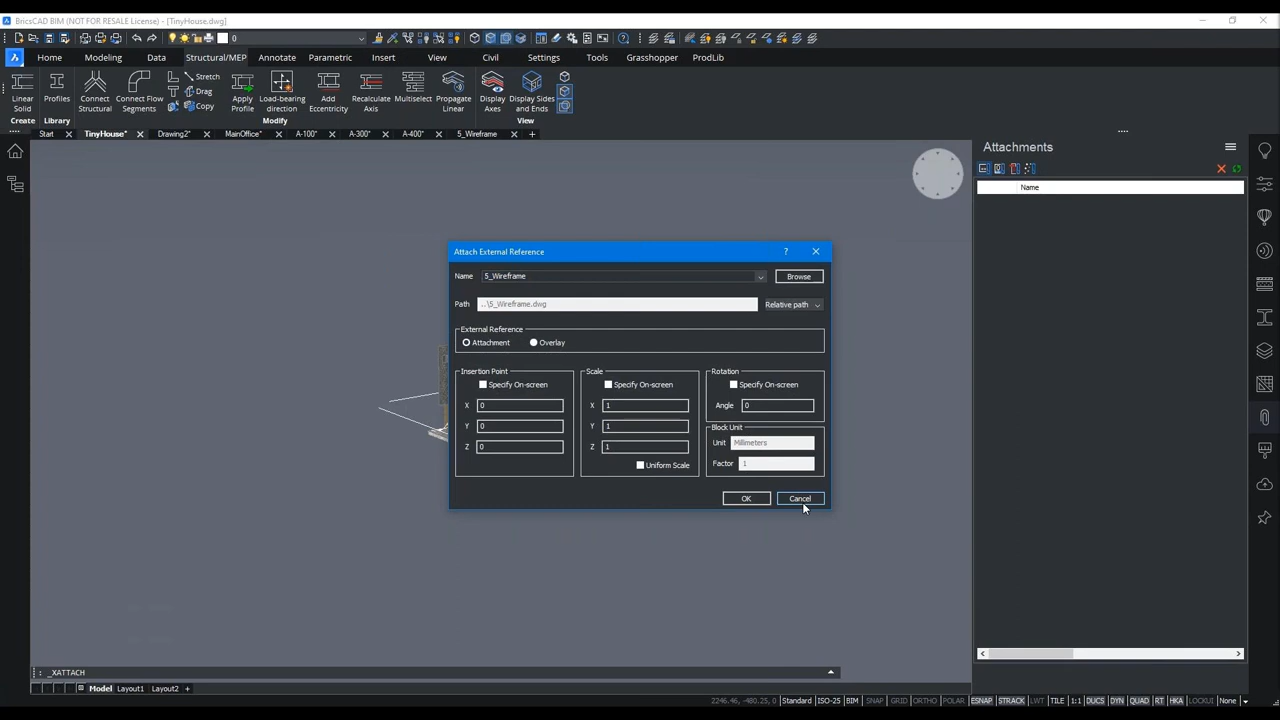 BricsCAD BIM (NOT FOR RESALE License) - [TinyHouse.dwg]
0
Home Modeling Data Structural/MEP Annotate Parametric Insert View Civil Settings Tools Grasshopper ProdLib
Linear Solid
Profiles
Connect Structural
Connect Flow Segments
Stretch
Drag
Copy
Apply Profile
Load-bearing direction
Add Eccentricity
Recalculate Axis
Multiselect
Propagate Linear
Display Axes
Display Sides and Ends
Create Library Modify View
Start TinyHouse* Drawing2* MainOffice* A-100* A-300* A-400* 5_Wireframe
Attachments
Name
Attach External Reference
Name 5_Wireframe Browse
Path ..\5_Wireframe.dwg Relative path
External Reference
Attachment Overlay
Insertion Point
Specify On-screen
X 0
Y 0
Z 0
Scale
Specify On-screen
X 1
Y 1
Z 1
Uniform Scale
Rotation
Specify On-screen
Angle 0
Block Unit
Unit Millimeters
Factor 1
OK Cancel
: _XATTACH
Model Layout1 Layout2 +
2246.46, -480.25, 0 Standard ISO-25 BIM SNAP GRID ORTHO POLAR ESNAP STRACK LWT TILE 1:1 DUCS DYN QUAD RT HKA LOCKUI None